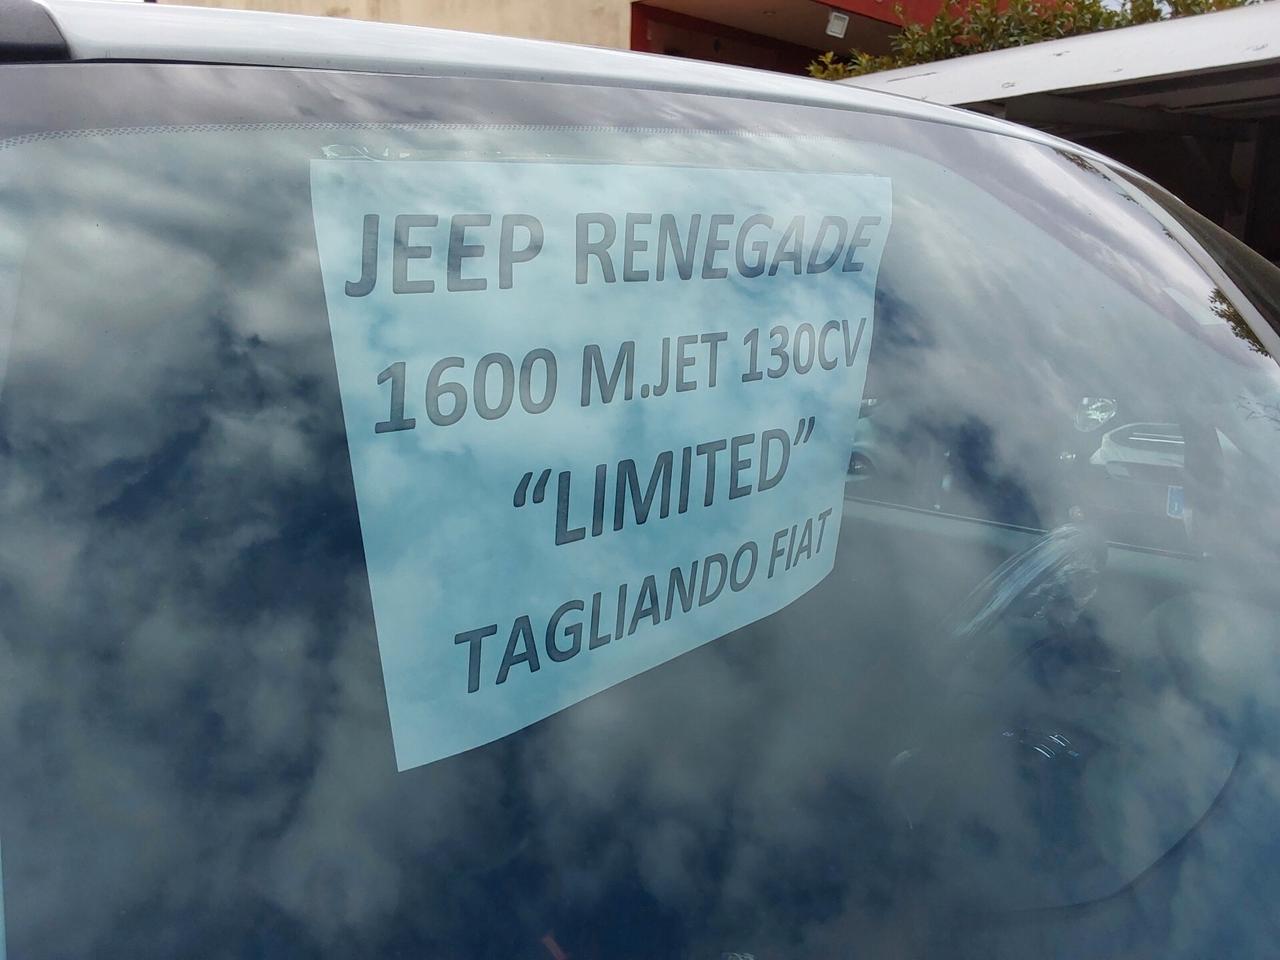 JEEP RENEGADE
1600 M.JET 130CV
“LIMITED”
TAGLIANDO FIAT